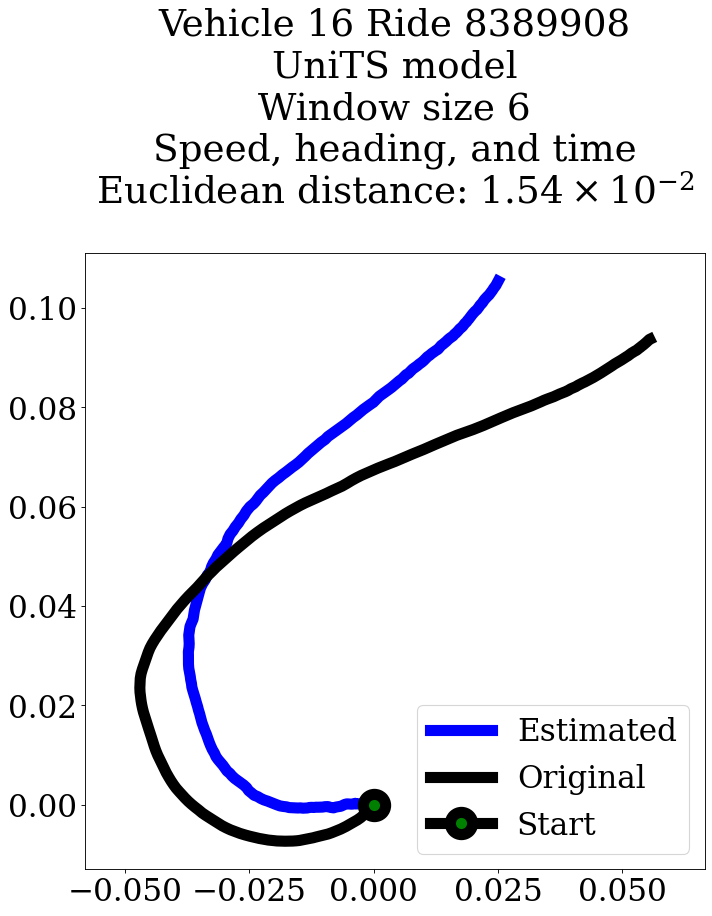 Vehicle 16 Ride 8389908
UniTS model
Window size 6
Speed, heading, and time
Euclidean distance: 1.54 × 10⁻²
0.10
0.08
0.06
0.04
0.02
0.00
−0.050 −0.025 0.000 0.025 0.050
Estimated
Original
Start